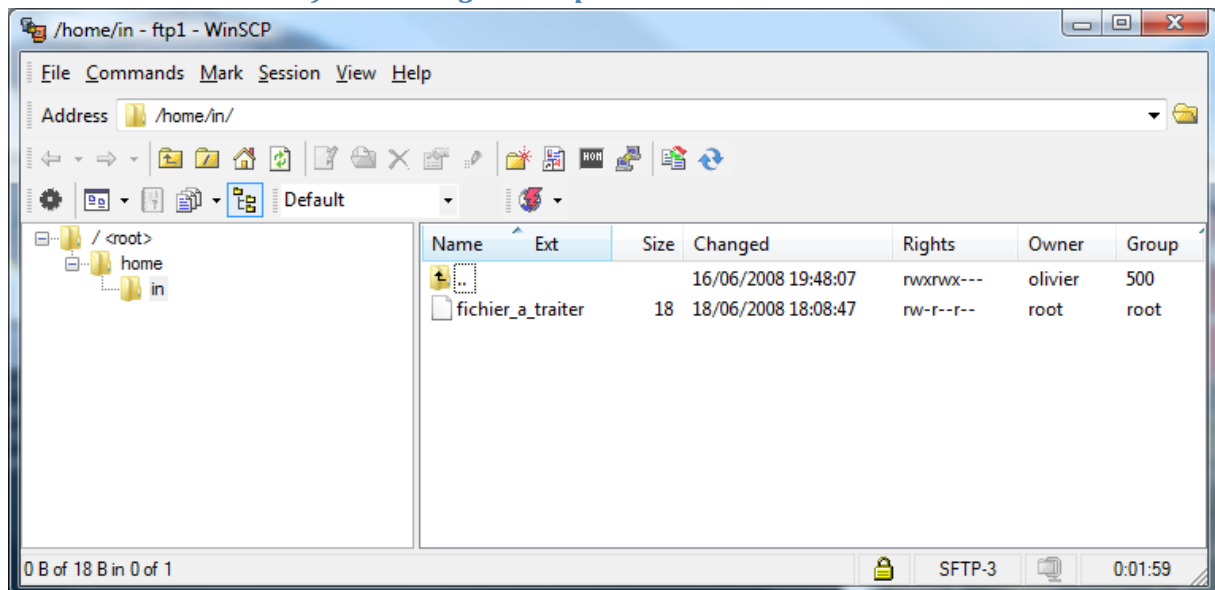 /home/in - ftp1 - WinSCP
File Commands Mark Session View Help
Address /home/in/
Default
/ <root>
home
in
Name Ext Size Changed Rights Owner Group
.. 16/06/2008 19:48:07 rwxrwx--- olivier 500
fichier_a_traiter 18 18/06/2008 18:08:47 rw-r--r-- root root
0 B of 18 B in 0 of 1 SFTP-3 0:01:59